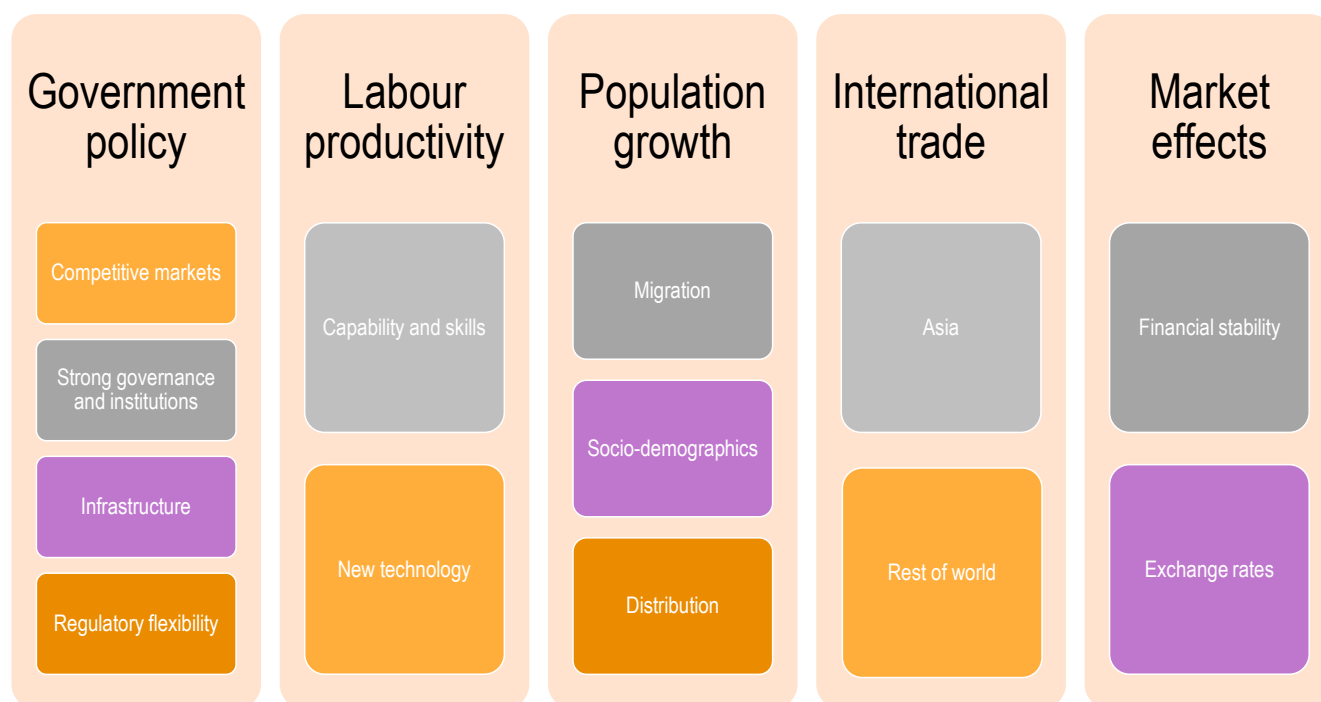 Government
policy
Competitive markets
Strong governance
and institutions
Infrastructure
Regulatory flexibility
Labour
productivity
Capability and skills
New technology
Population
growth
Migration
Socio-demographics
Distribution
International
trade
Asia
Rest of world
Market
effects
Financial stability
Exchange rates